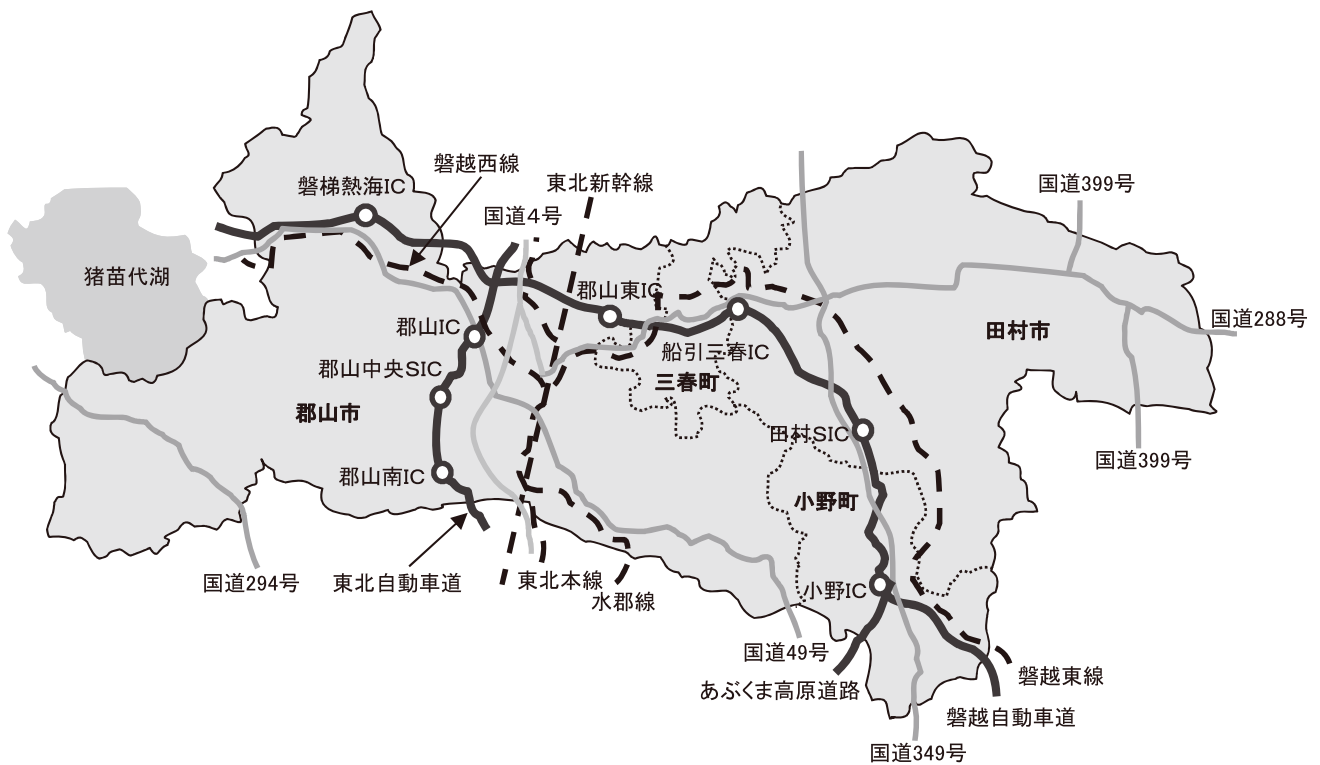 磐越西線
磐梯熱海IC
東北新幹線
国道4号
国道399号
猪苗代湖
郡山東IC
郡山IC
国道288号
田村市
船引三春IC
郡山中央SIC
三春町
郡山市
田村SIC
国道399号
郡山南IC
小野町
国道294号
東北自動車道
東北本線
水郡線
小野IC
国道49号
磐越東線
あぶくま高原道路
磐越自動車道
国道349号